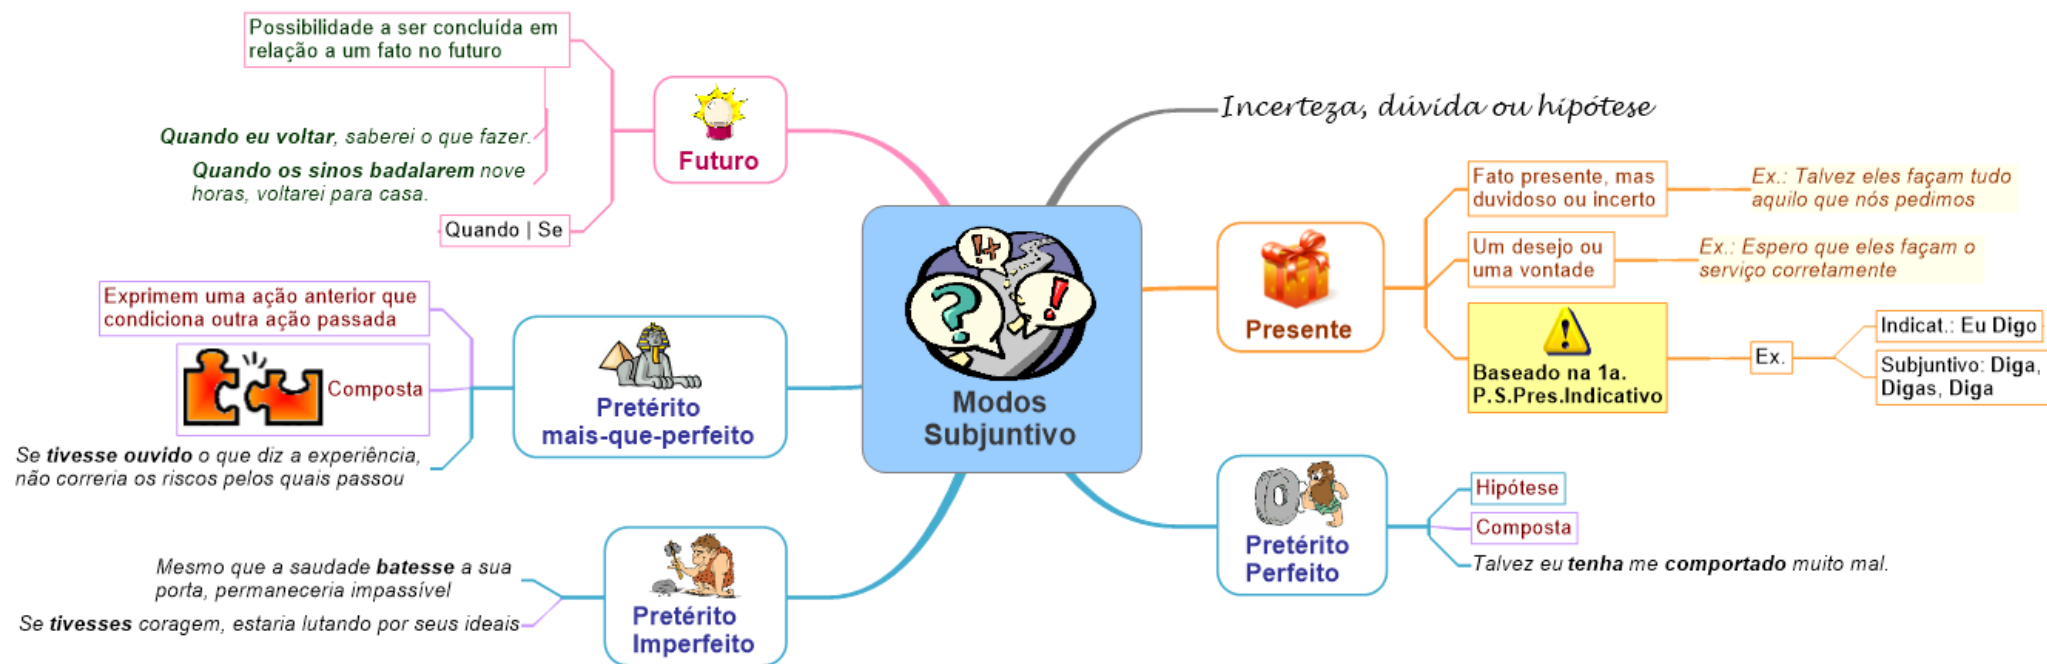 Possibilidade a ser concluída em
relação a um fato no futuro
Quando eu voltar, saberei o que fazer.
Quando os sinos badalarem nove
horas, voltarei para casa.
Quando | Se
Futuro
Exprimem uma ação anterior que
condiciona outra ação passada
Composta
Se tivesse ouvido o que diz a experiência,
não correria os riscos pelos quais passou
Pretérito
mais-que-perfeito
Mesmo que a saudade batesse a sua
porta, permaneceria impassível
Se tivesses coragem, estaria lutando por seus ideais
Pretérito
Imperfeito
Modos
Subjuntivo
Incerteza, dúvida ou hipótese
Presente
Fato presente, mas
duvidoso ou incerto
Ex.: Talvez eles façam tudo
aquilo que nós pedimos
Um desejo ou
uma vontade
Ex.: Espero que eles façam o
serviço corretamente
Baseado na 1a.
P.S.Pres.Indicativo
Ex.
Indicat.: Eu Digo
Subjuntivo: Diga,
Digas, Diga
Pretérito
Perfeito
Hipótese
Composta
Talvez eu tenha me comportado muito mal.